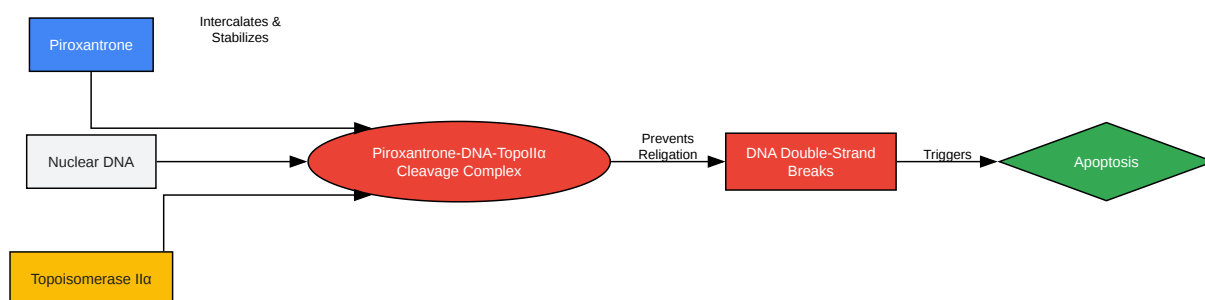 Intercalates &
Stabilizes
Piroxantrone
Nuclear DNA
Piroxantrone-DNA-TopoIIα
Cleavage Complex
Prevents
Religation
DNA Double-Strand
Breaks
Triggers
Apoptosis
Topoisomerase IIα